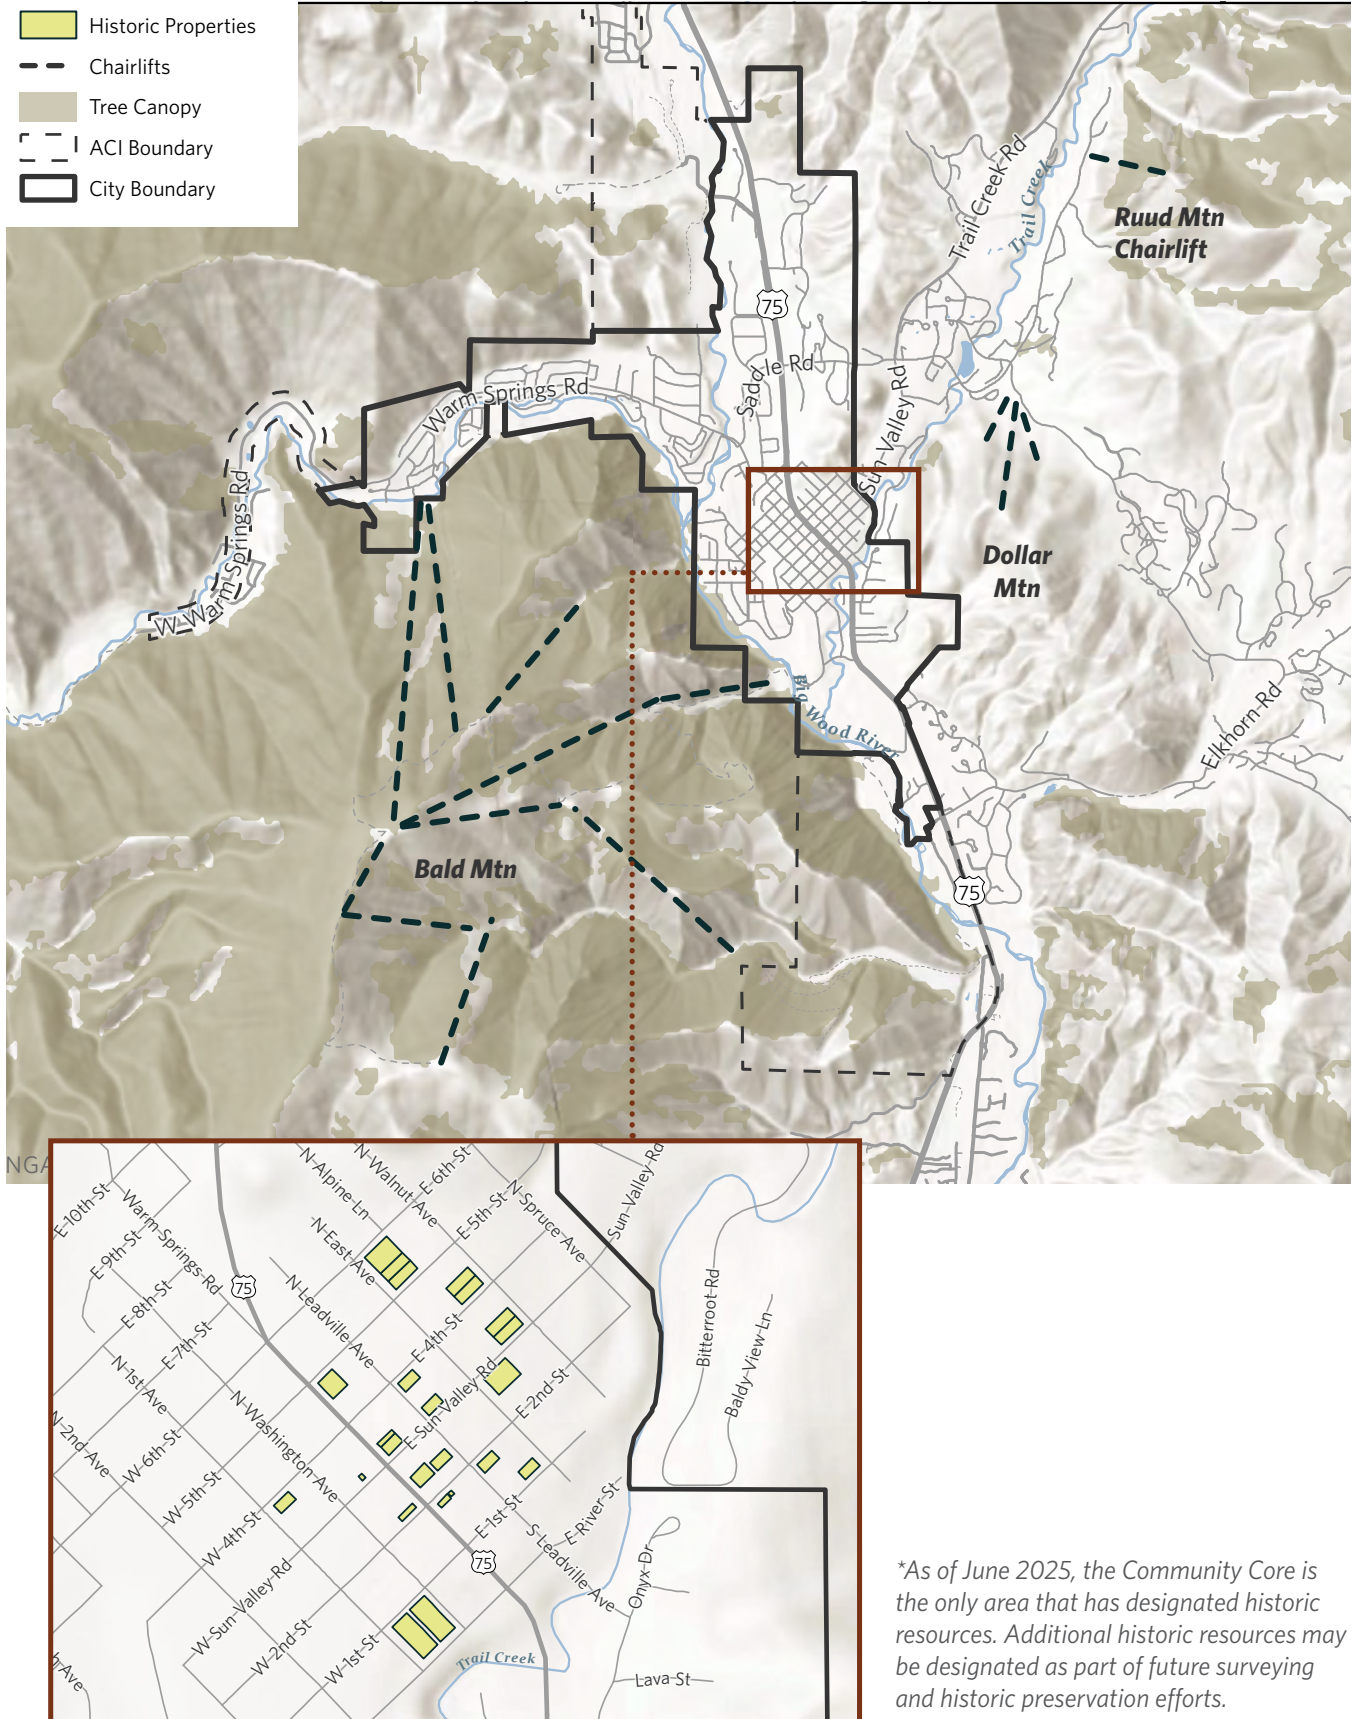 Historic Properties
Chairlifts
Tree Canopy
ACI Boundary
City Boundary
Trail Creek Rd
Trail Creek
Ruud Mtn
Chairlift
75
Saddle Rd
Sun Valley Rd
Warm Springs Rd
W Warm Springs Rd
Dollar
Mtn
Big Wood River
Elkhorn Rd
Bald Mtn
75
NGA
E 10th St
E 9th St
E 8th St
E 7th St
Warm Springs Rd
75
N Alpine Ln
N Walnut Ave
E 6th St
E 5th St
N Spruce Ave
Sun Valley Rd
N East Ave
N Leadville Ave
E 4th St
E Sun Valley Rd
E 2nd St
Bitterroot Rd
Baldy View Ln
N 1st Ave
N 2nd Ave
N Washington Ave
W 6th St
W 5th St
W 4th St
W Sun Valley Rd
W 2nd St
W 1st St
E 1st St
E River St
S Leadville Ave
75
Onyx Dr
Trail Creek
Lava St
h Ave
*As of June 2025, the Community Core is
the only area that has designated historic
resources. Additional historic resources may
be designated as part of future surveying
and historic preservation efforts.